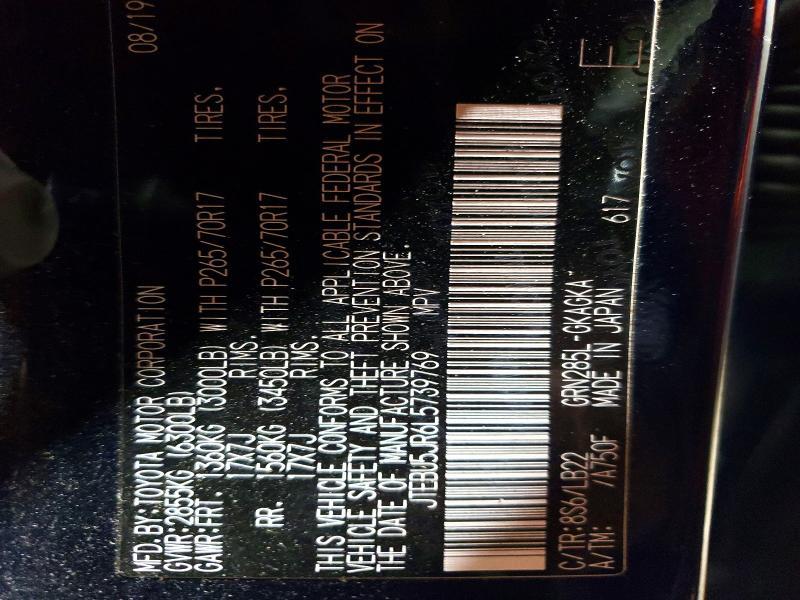 MFD.BY:TOYOTA MOTOR CORPORATION 08/19
GVWR:2855KG (6300LB)
GAWR:FRT. 1360KG (3000LB) WITH P265/70R17 TIRES,
17X7J RIMS.
RR. 1560KG (3450LB) WITH P265/70R17 TIRES,
17X7J RIMS.
THIS VEHICLE CONFORMS TO ALL APPLICABLE FEDERAL MOTOR
VEHICLE SAFETY AND THEFT PREVENTION STANDARDS IN EFFECT ON
THE DATE OF MANUFACTURE SHOWN ABOVE.
JTEBU5JR6L5739769 MPV
C/TR:8S6/LB22 GRN285L-GKAGKA
A/TM: /A750F MADE IN JAPAN 617 E